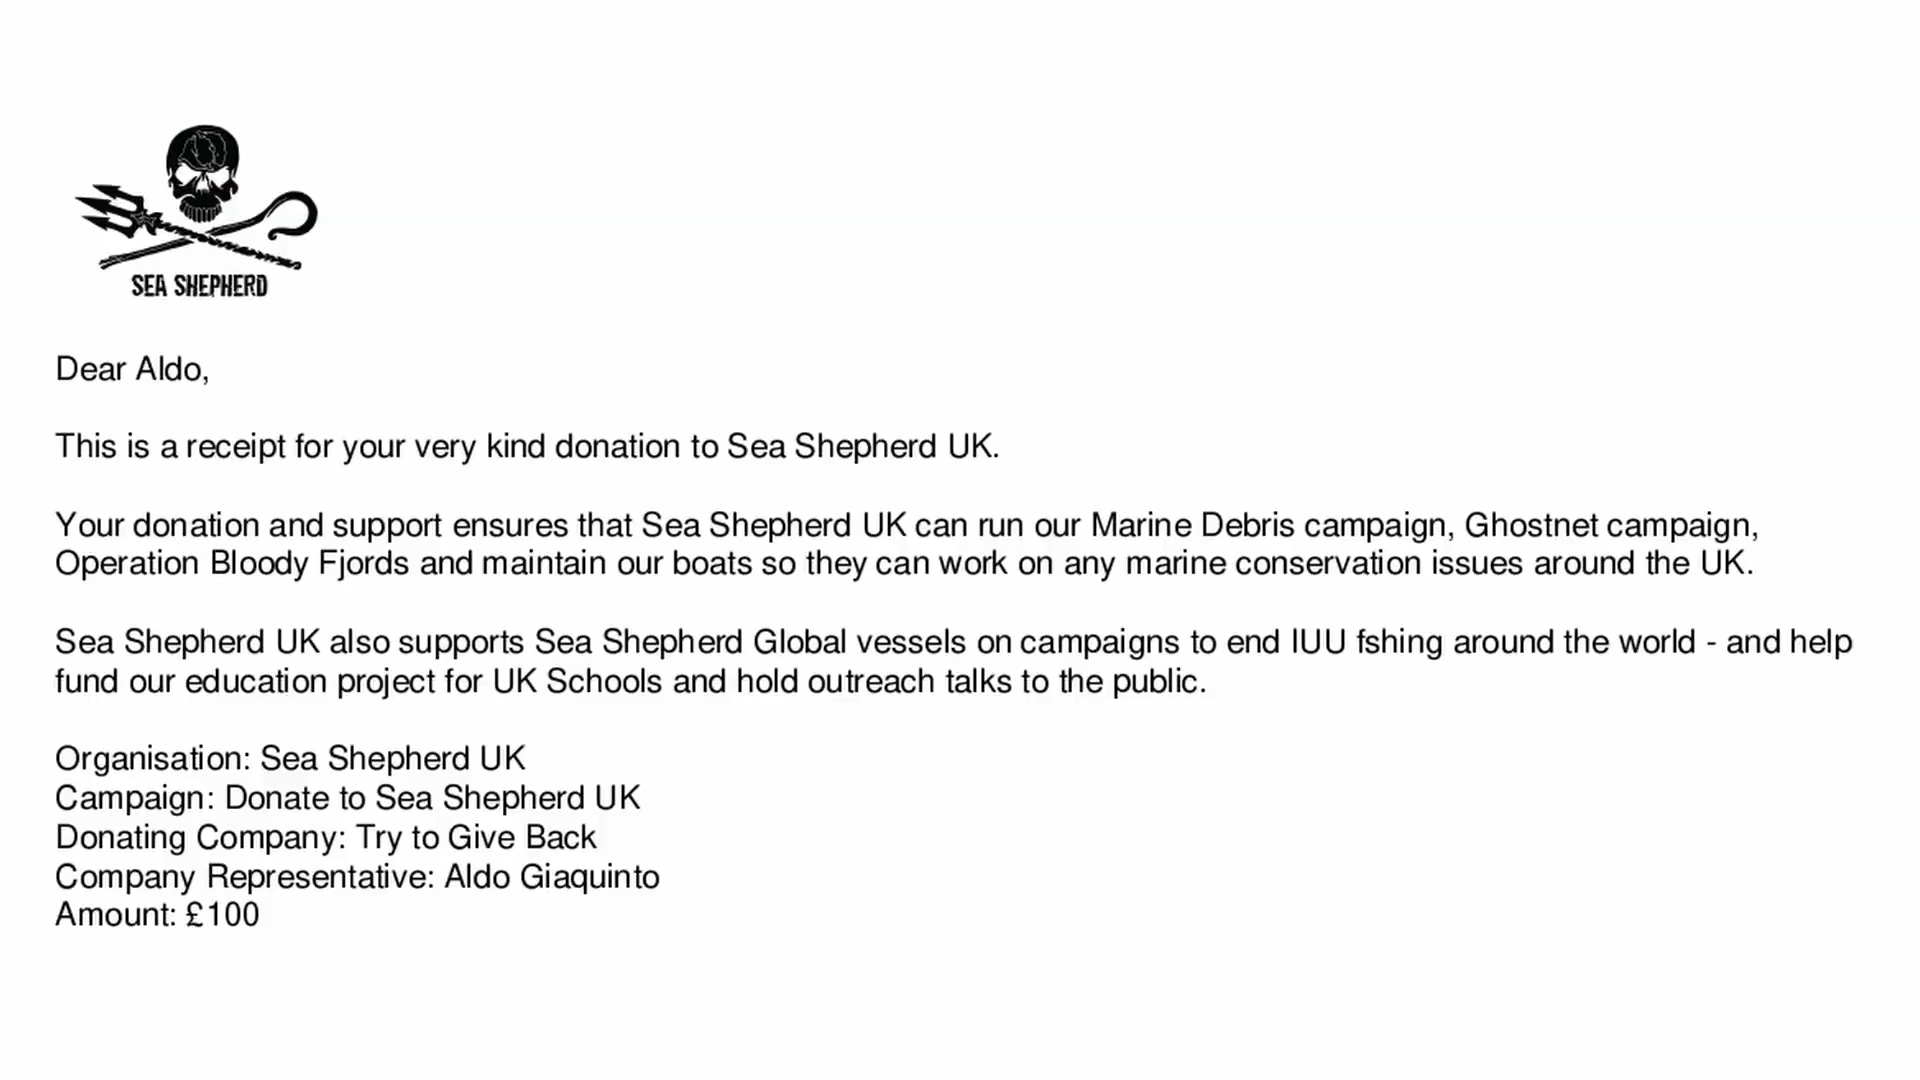 SEA SHEPHERD
Dear Aldo,
This is a receipt for your very kind donation to Sea Shepherd UK.
Your donation and support ensures that Sea Shepherd UK can run our Marine Debris campaign, Ghostnet campaign,
Operation Bloody Fjords and maintain our boats so they can work on any marine conservation issues around the UK.
Sea Shepherd UK also supports Sea Shepherd Global vessels on campaigns to end IUU fshing around the world - and help
fund our education project for UK Schools and hold outreach talks to the public.
Organisation: Sea Shepherd UK
Campaign: Donate to Sea Shepherd UK
Donating Company: Try to Give Back
Company Representative: Aldo Giaquinto
Amount: £100